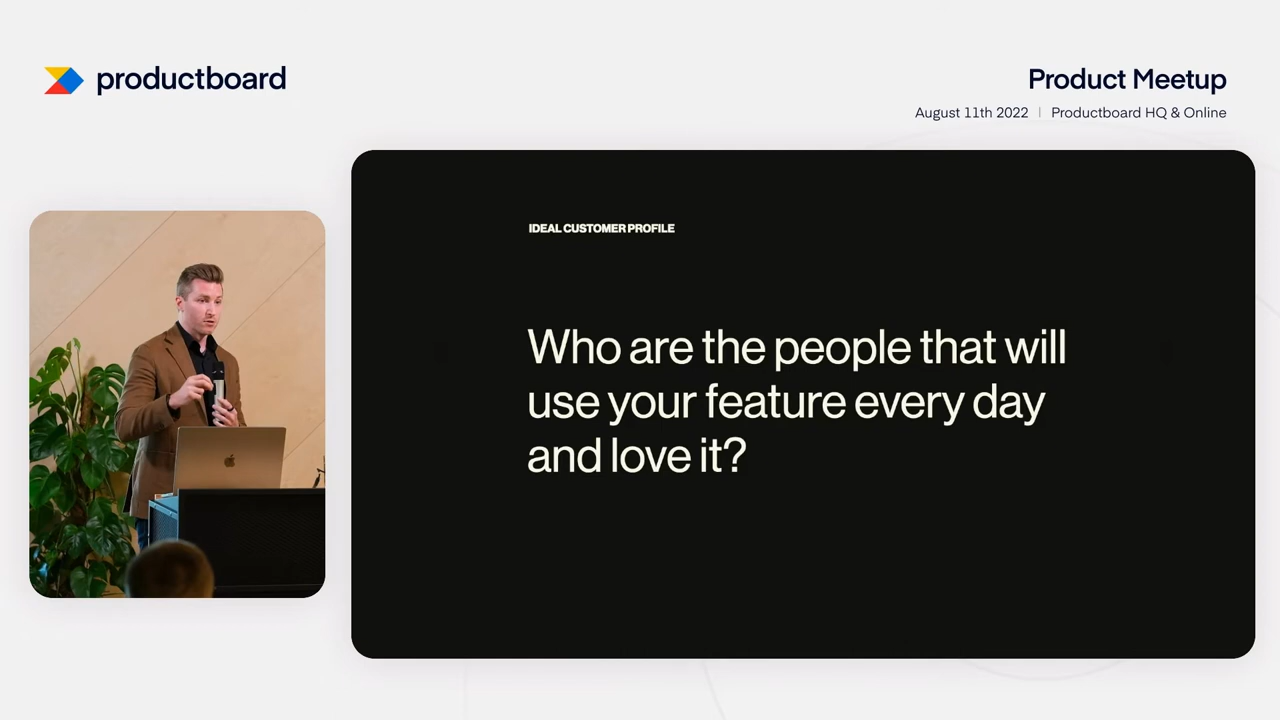 productboard
Product Meetup
August 11th 2022 | Productboard HQ & Online
IDEAL CUSTOMER PROFILE
Who are the people that will
use your feature every day
and love it?